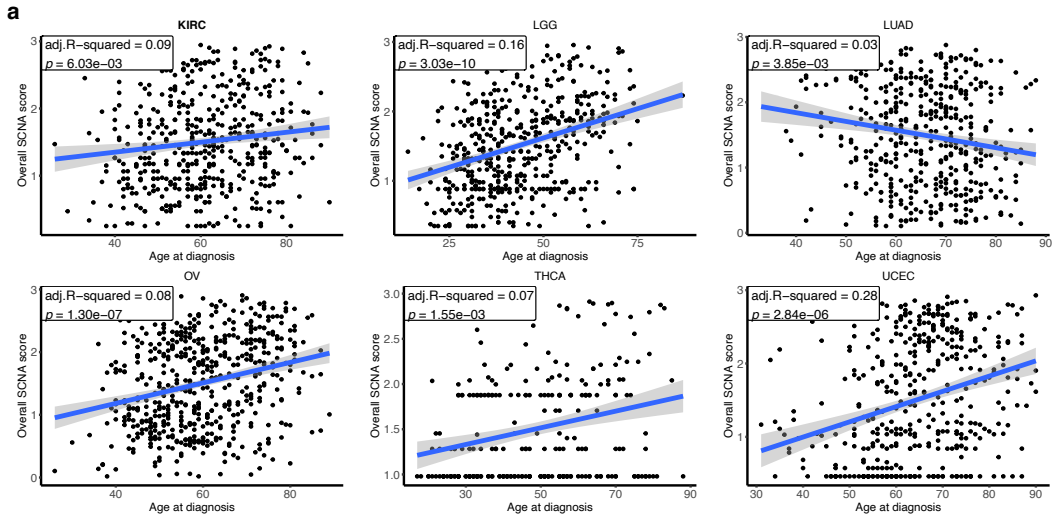 a
KIRC
adj.R-squared = 0.09
p = 6.03e-03
Overall SCNA score
3
2
1
40
60
80
Age at diagnosis
LGG
adj.R-squared = 0.16
p = 3.03e-10
Overall SCNA score
3
2
1
25
50
75
Age at diagnosis
LUAD
adj.R-squared = 0.03
p = 3.85e-03
Overall SCNA score
3
2
1
0
40
50
60
70
80
90
Age at diagnosis
OV
adj.R-squared = 0.08
p = 1.30e-07
Overall SCNA score
3
2
1
0
40
60
80
Age at diagnosis
THCA
adj.R-squared = 0.07
p = 1.55e-03
Overall SCNA score
3.0
2.5
2.0
1.5
1.0
30
50
70
90
Age at diagnosis
UCEC
adj.R-squared = 0.28
p = 2.84e-06
Overall SCNA score
3
2
1
30
40
50
60
70
80
90
Age at diagnosis